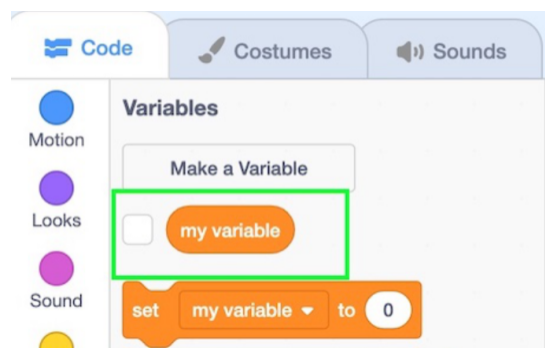 Code Costumes Sounds
Variables
Motion
Make a Variable
Looks
my variable
Sound
set my variable to 0